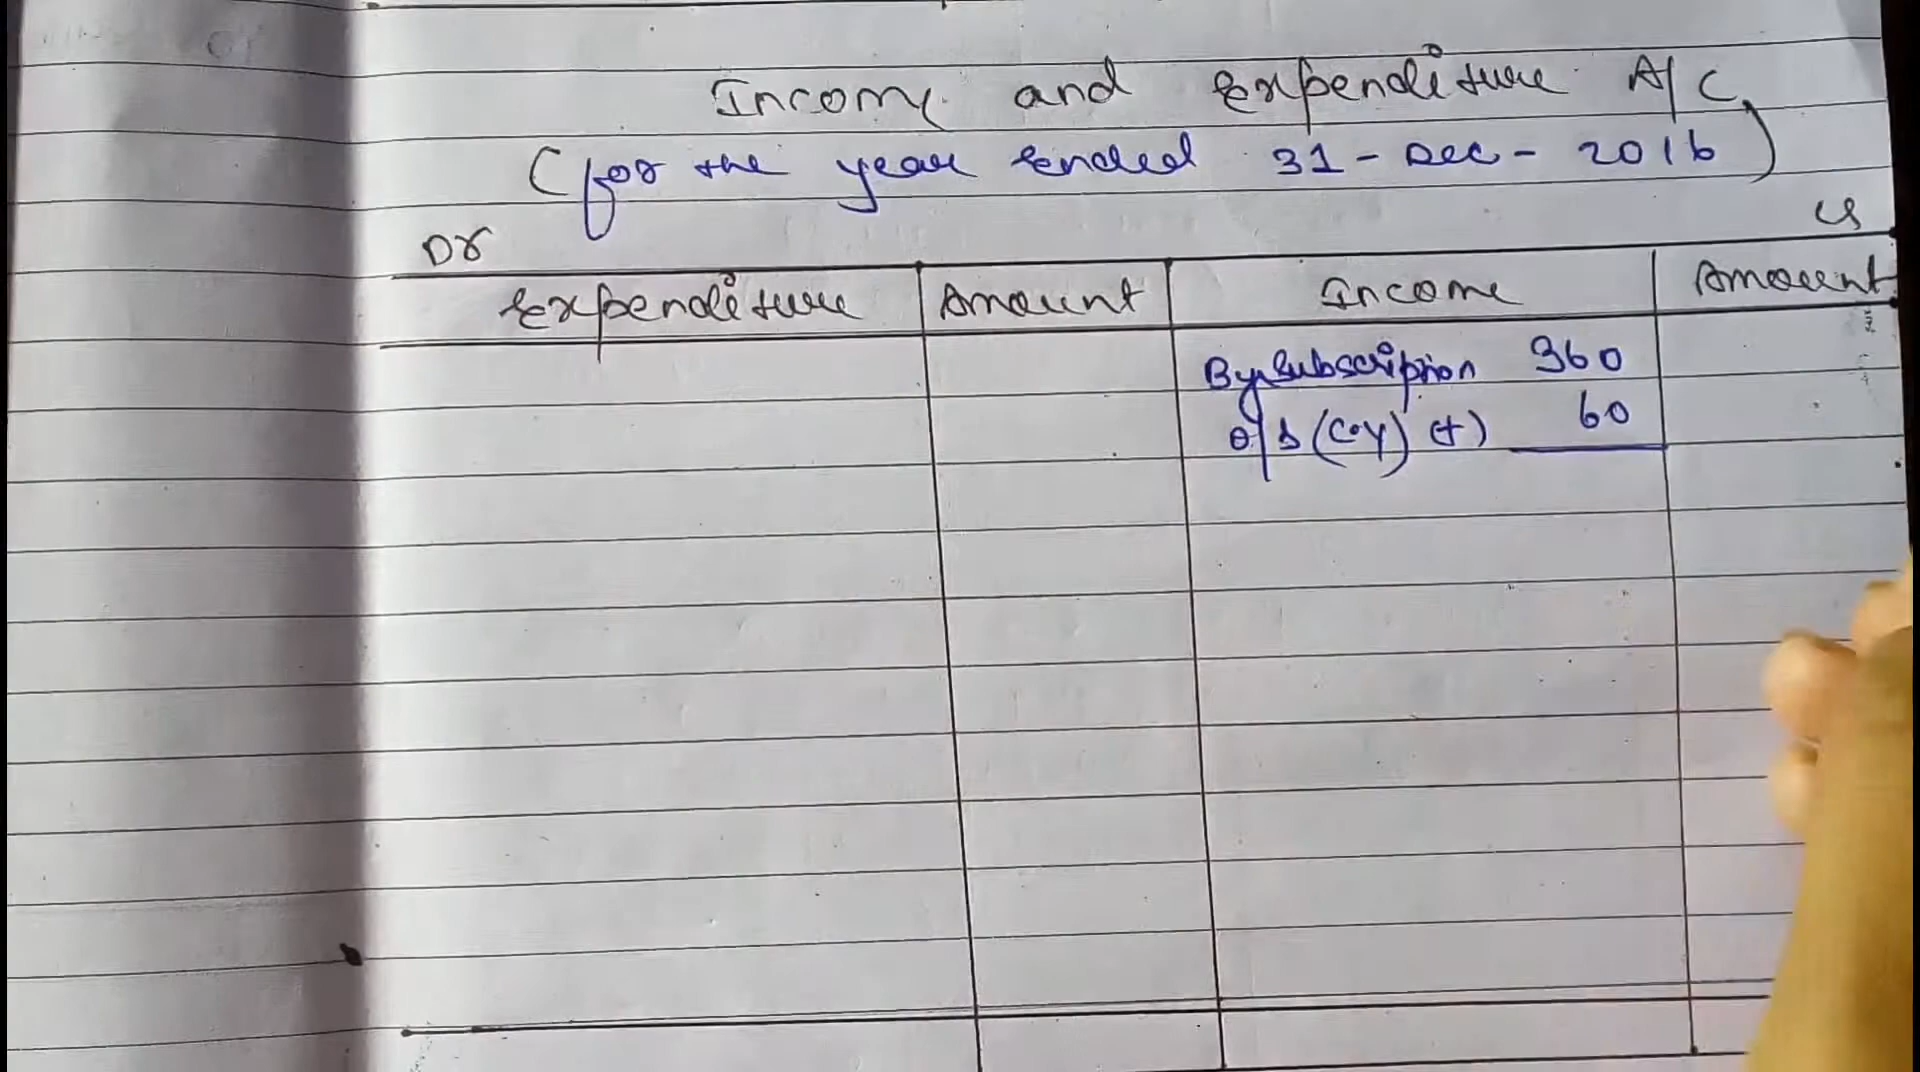 Income and Expenditure A/C
(for the year ended 31-Dec-2016)
Dr Cr
Expenditure Amount Income Amount
By Subscription 360
O/S (C.Y) (+) 60